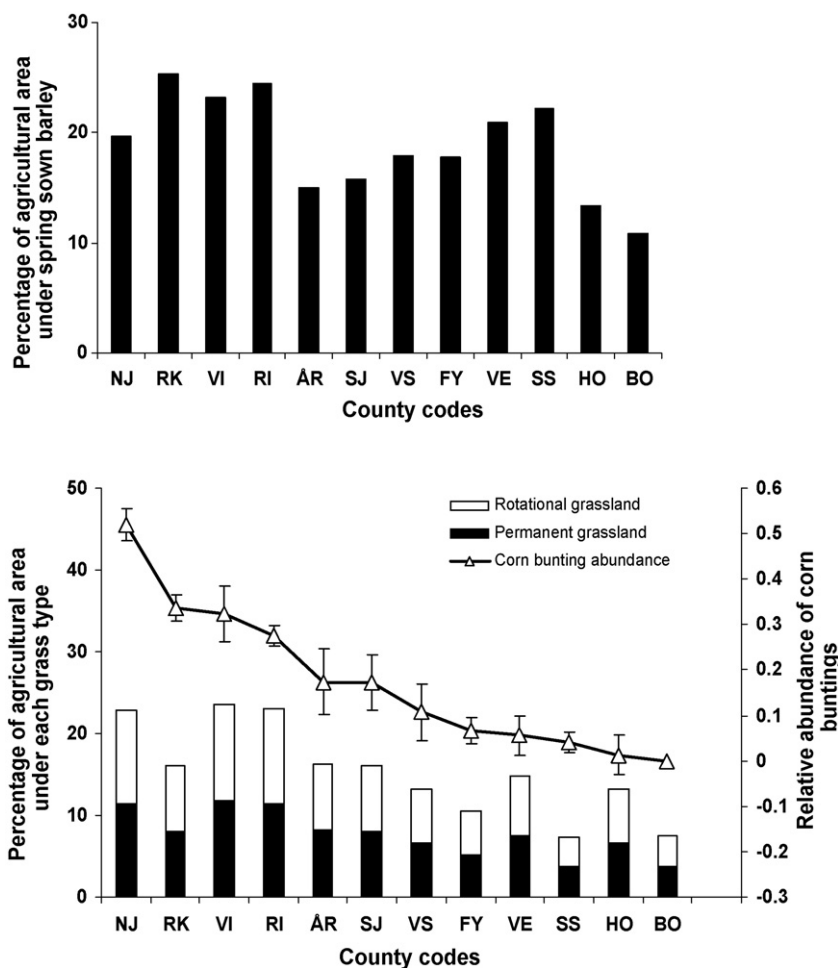 Percentage of agricultural area
under spring sown barley
30
20
10
0
NJ RK VI RI ÅR SJ VS FY VE SS HO BO
County codes
Percentage of agricultural area
under each grass type
50
40
30
20
10
0
Rotational grassland
Permanent grassland
Corn bunting abundance
0.6
0.5
0.4
0.3
0.2
0.1
0
-0.1
-0.2
-0.3
Relative abundance of corn
buntings
NJ RK VI RI ÅR SJ VS FY VE SS HO BO
County codes